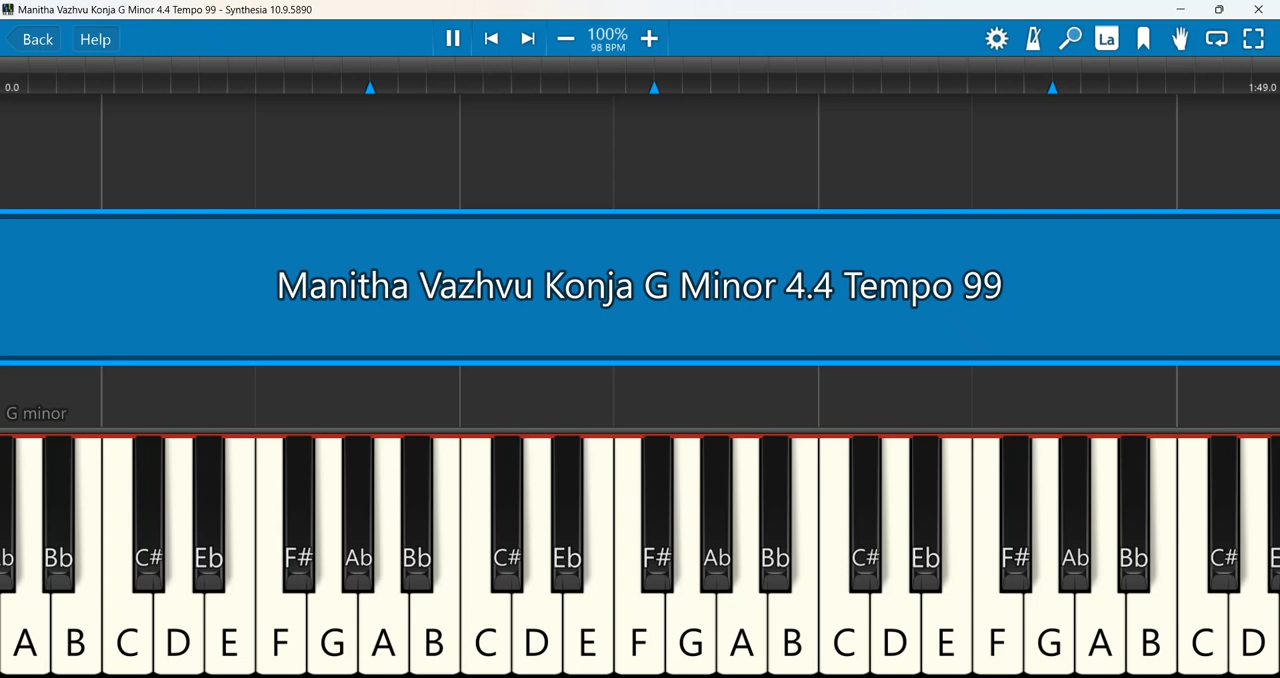 Manitha Vazhvu Konja G Minor 4.4 Tempo 99 - Synthesia 10.9.5890
Back Help 100% La
98 BPM
0.0 1:49.0
Manitha Vazhvu Konja G Minor 4.4 Tempo 99
G minor
b Bb C# Eb F# Ab Bb C# Eb F# Ab Bb C# Eb F# Ab Bb C# E
A B C D E F G A B C D E F G A B C D E F G A B C D